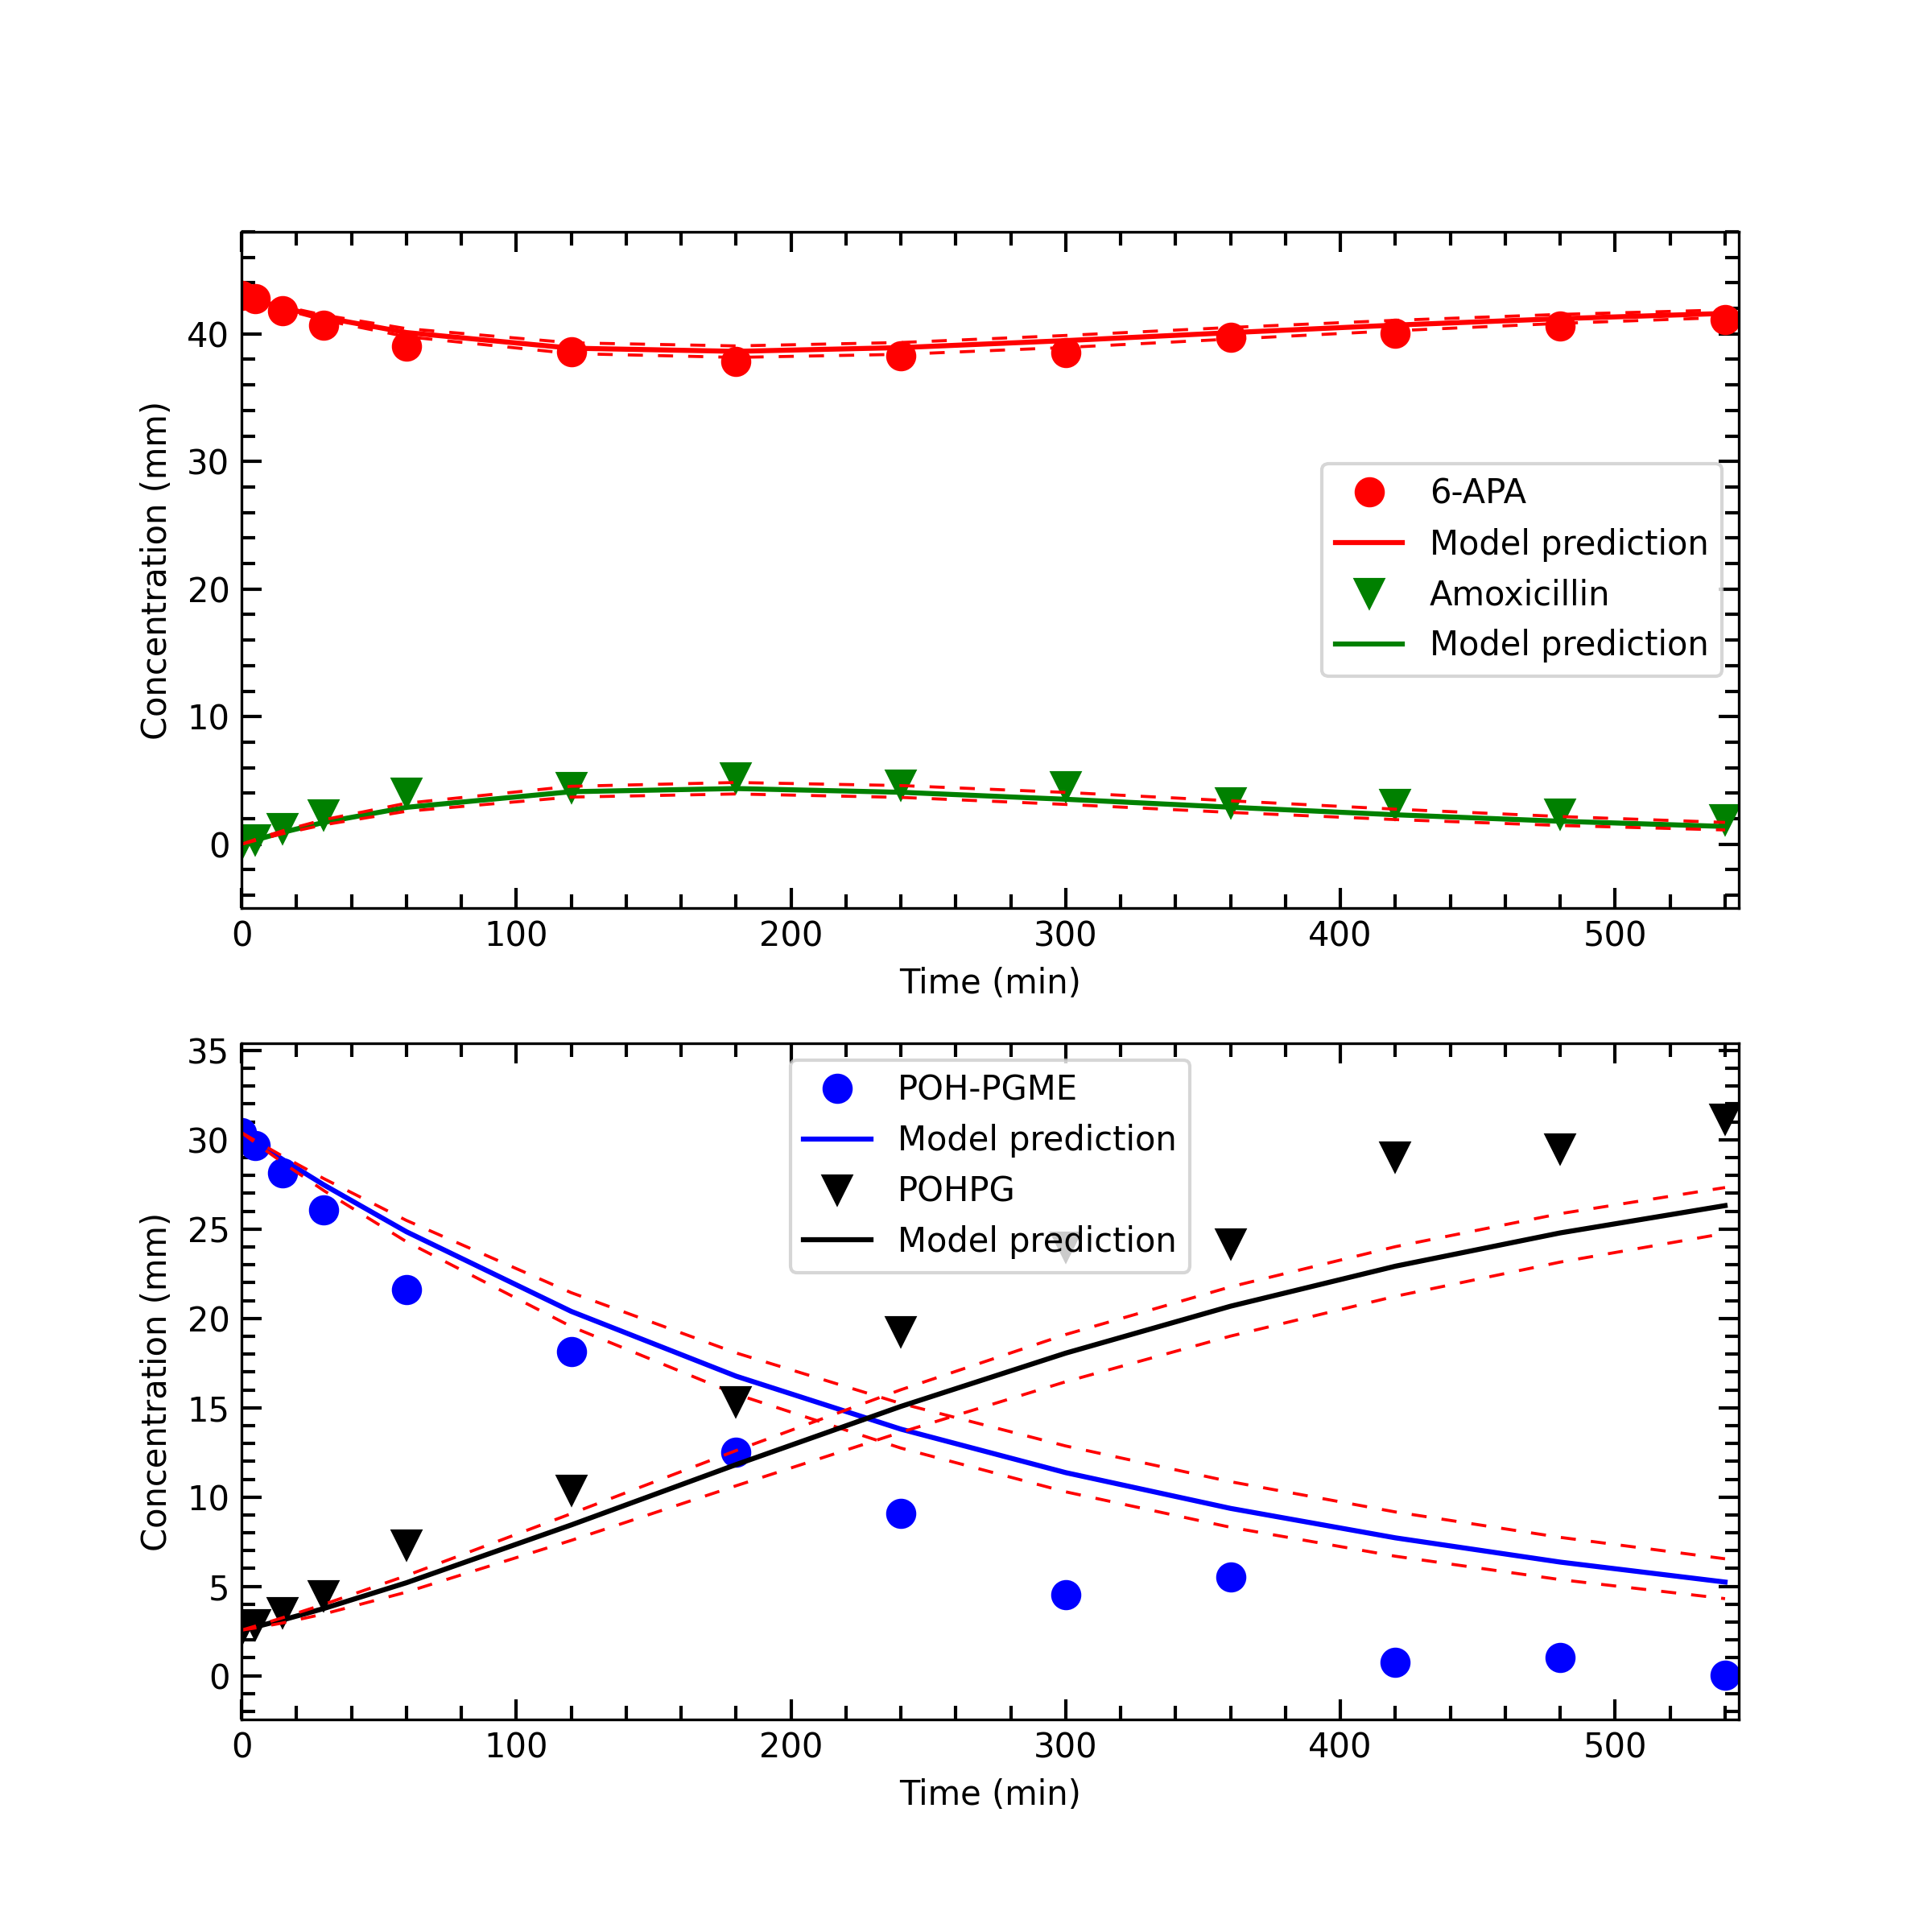 40
30
20
10
0
Concentration (mm)
6-APA
Model prediction
Amoxicillin
Model prediction
0 100 200 300 400 500
Time (min)
35
30
25
20
15
10
5
0
Concentration (mm)
POH-PGME
Model prediction
POHPG
Model prediction
0 100 200 300 400 500
Time (min)